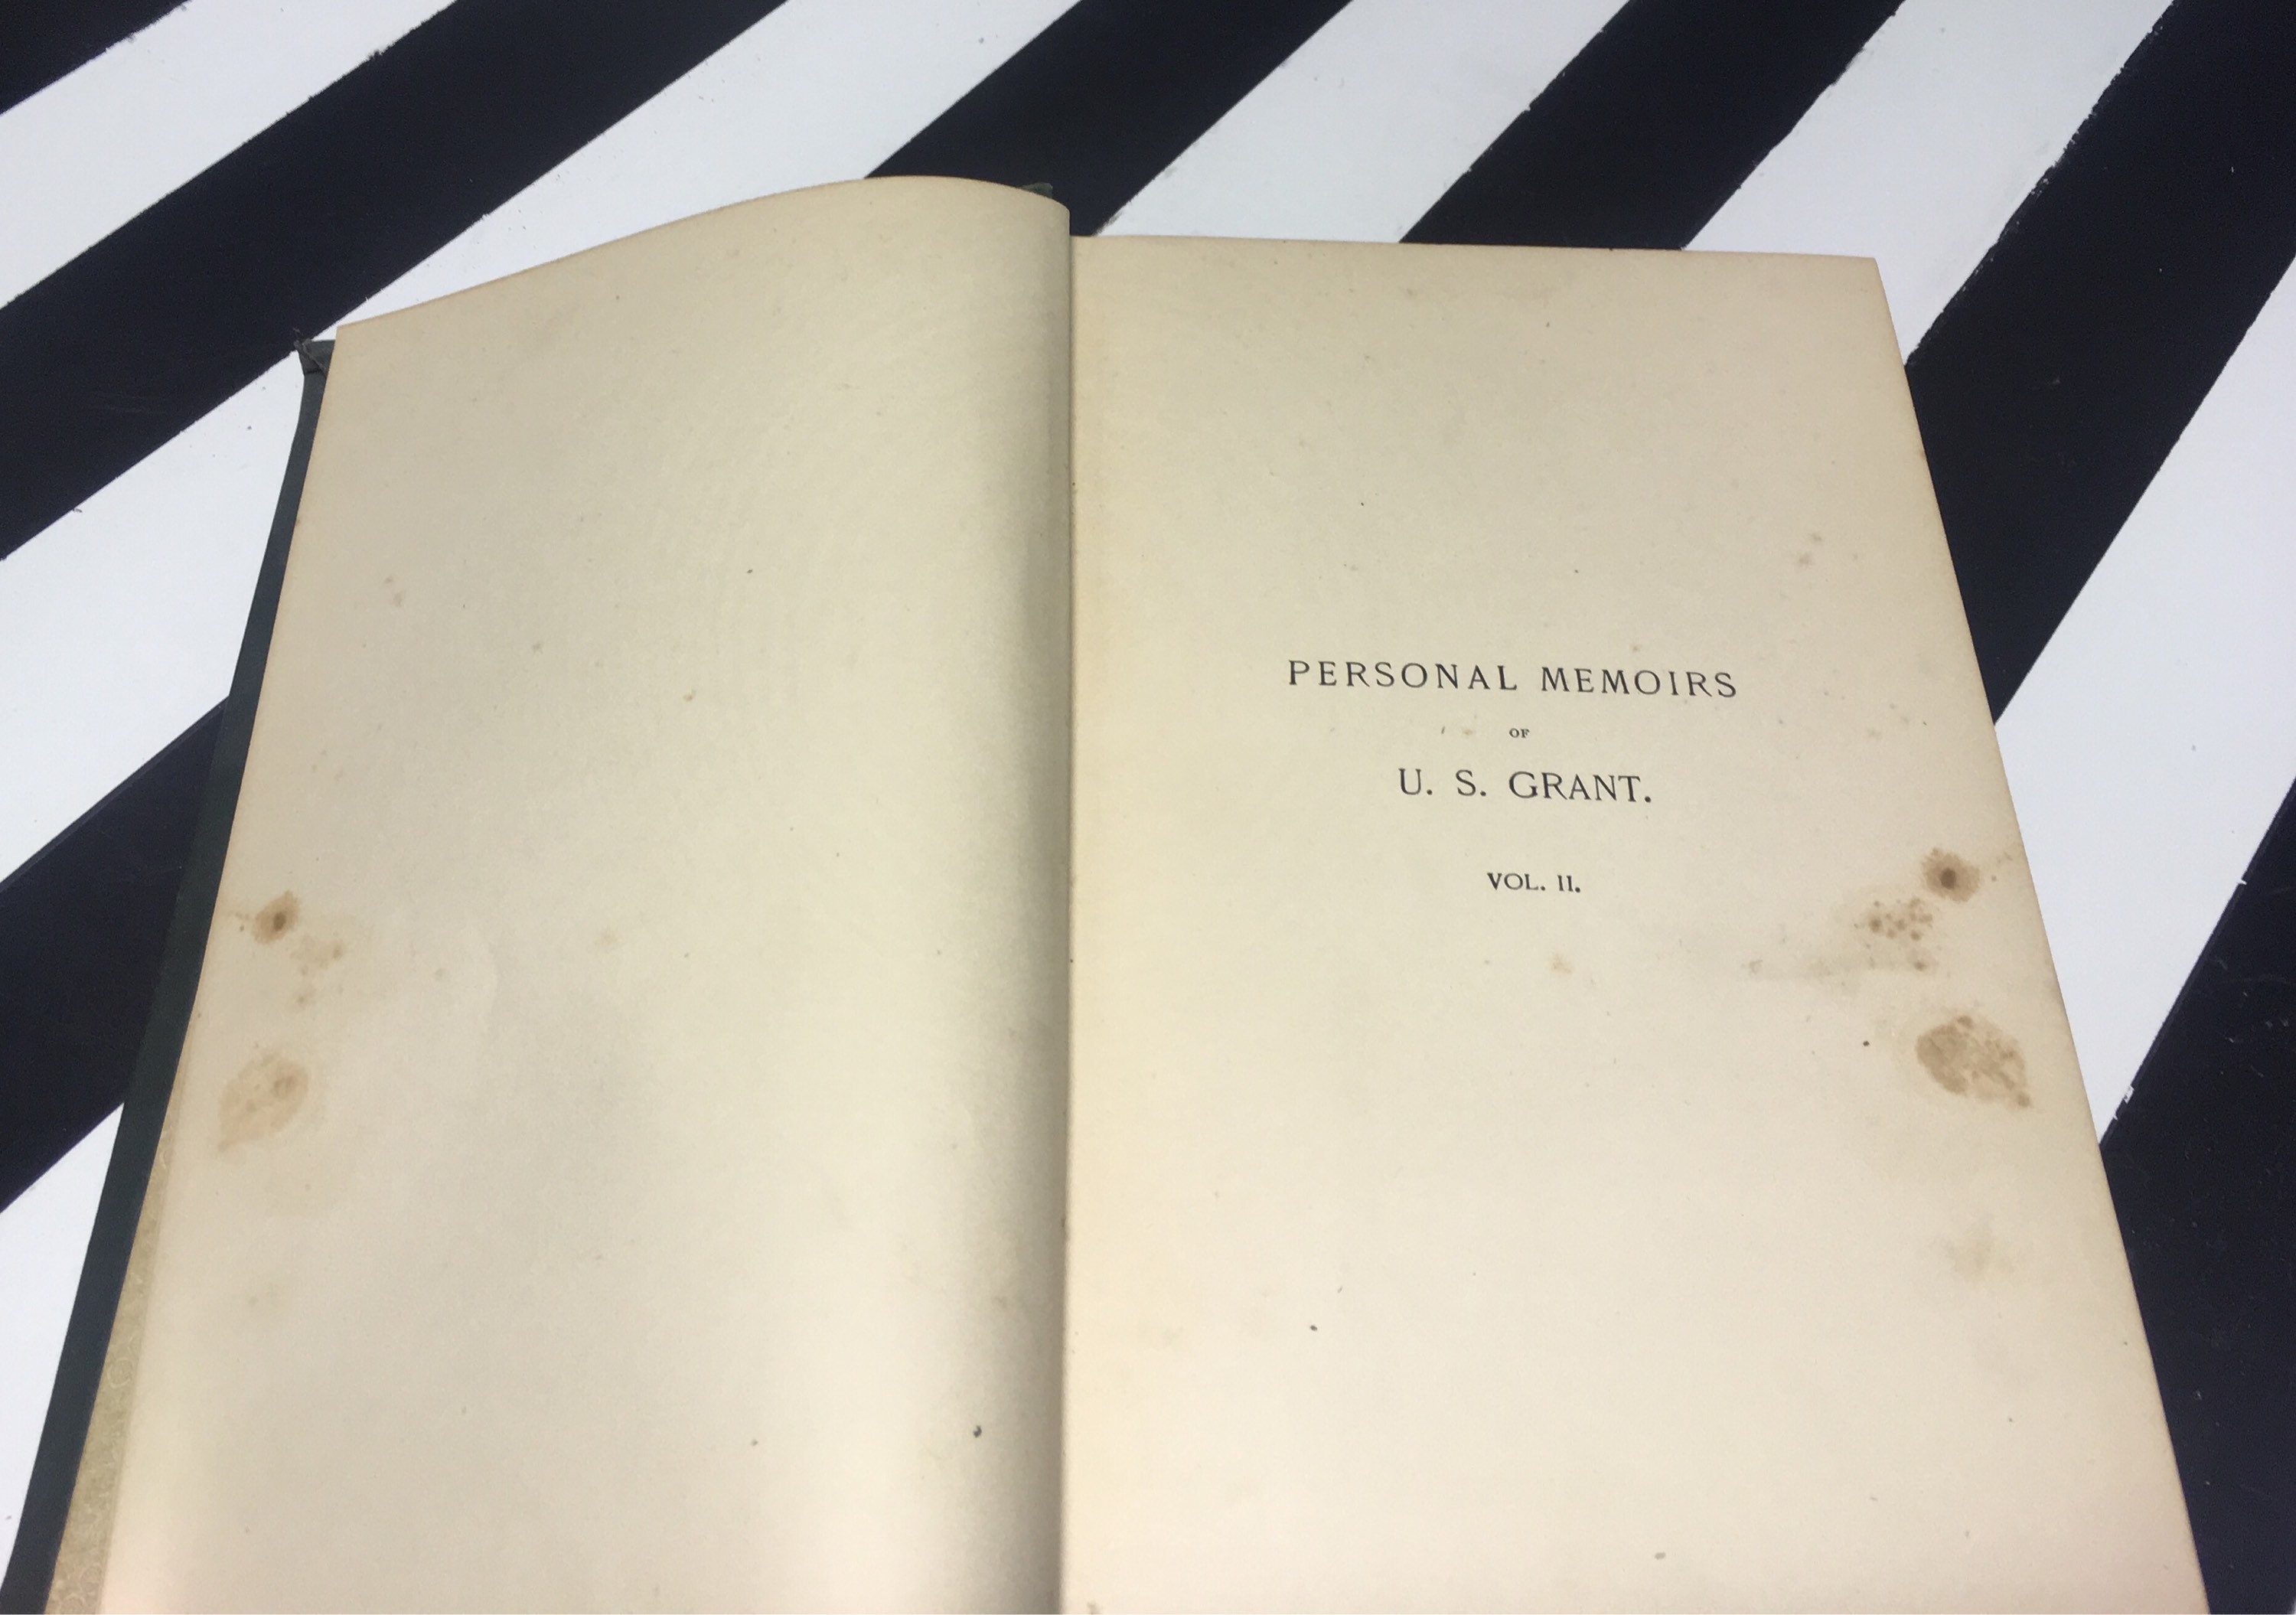 PERSONAL MEMOIRS
OF
U. S. GRANT.
VOL. II.